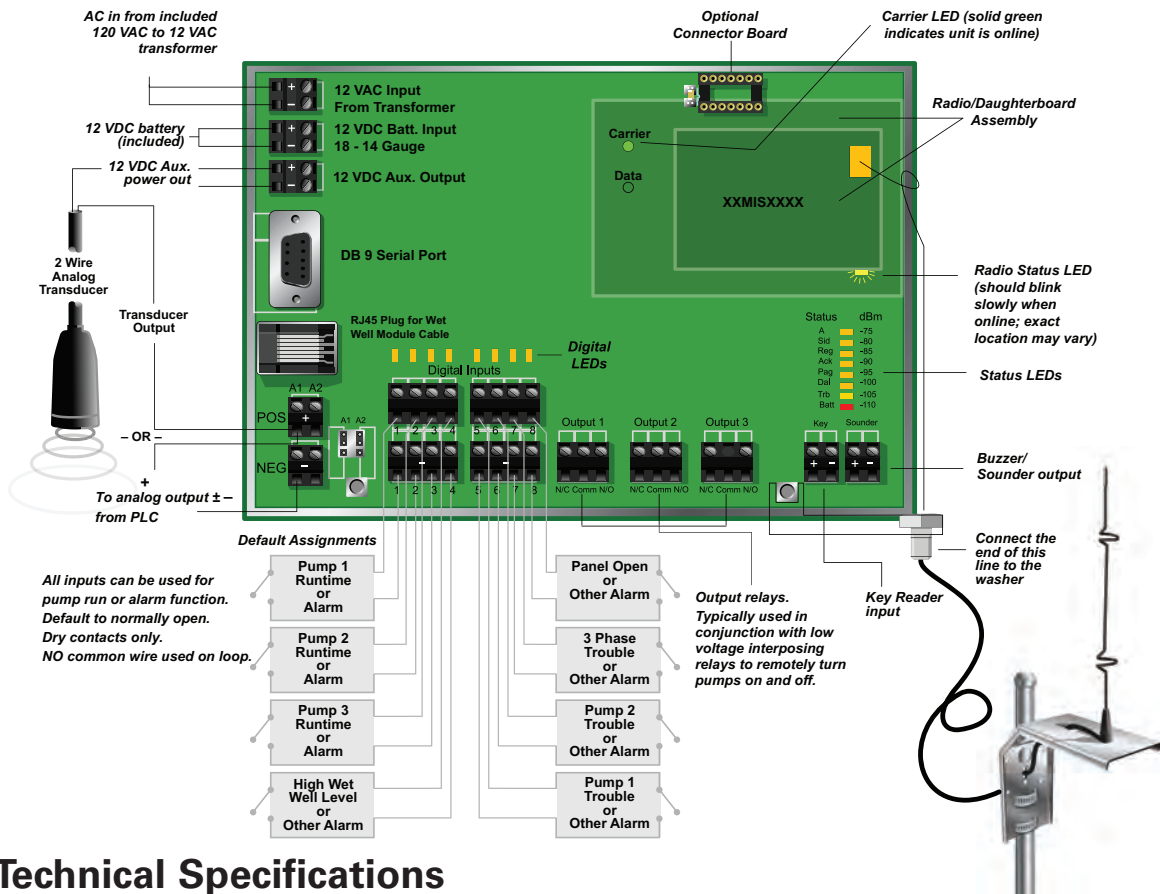 AC in from included
120 VAC to 12 VAC
transformer
Optional
Connector Board
Carrier LED (solid green
indicates unit is online)
12 VAC Input
From Transformer
12 VDC battery
(included)
12 VDC Batt. Input
18 - 14 Gauge
12 VDC Aux.
power out
12 VDC Aux. Output
+
−
+
−
+
−
Carrier
Data
XXMISXXXX
Radio/Daughterboard
Assembly
DB 9 Serial Port
2 Wire
Analog
Transducer
Transducer
Output
RJ45 Plug for Wet
Well Module Cable
Radio Status LED
(should blink
slowly when
online; exact
location may vary)
Status dBm
A -75
Sid -80
Reg -85
Ack -90
Pag -95
Dal -100
Trb -105
Batt -110
Status LEDs
Digital
LEDs
Digital Inputs
A1 A2
POS
+
A1 A2
NEG
−
– OR –
+
To analog output ± –
from PLC
1 2 3 4
5 6 7 8
-
-
1 2 3 4
5 6 7 8
Output 1
N/C Comm N/O
Output 2
N/C Comm N/O
Output 3
N/C Comm N/O
Key
+ −
Sounder
+ −
Buzzer/
Sounder output
Connect the
end of this
line to the
washer
Key Reader
input
Default Assignments
All inputs can be used for
pump run or alarm function.
Default to normally open.
Dry contacts only.
NO common wire used on loop.
Pump 1
Runtime
or
Alarm
Pump 2
Runtime
or
Alarm
Pump 3
Runtime
or
Alarm
High Wet
Well Level
or
Other Alarm
Panel Open
or
Other Alarm
3 Phase
Trouble
or
Other Alarm
Pump 2
Trouble
or
Other Alarm
Pump 1
Trouble
or
Other Alarm
Output relays.
Typically used in
conjunction with low
voltage interposing
relays to remotely turn
pumps on and off.
Technical Specifications